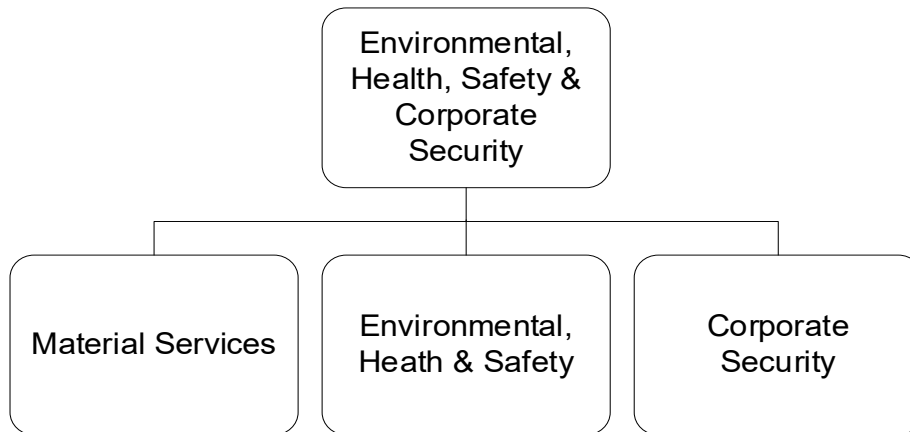 Environmental,
Health, Safety &
Corporate
Security
Material Services
Environmental,
Heath & Safety
Corporate
Security